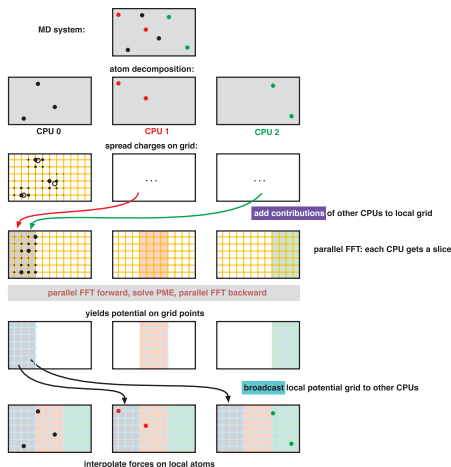 MD system:
atom decomposition:
CPU 0 CPU 1 CPU 2
spread charges on grid:
... ...
add contributions of other CPUs to local grid
parallel FFT: each CPU gets a slice
parallel FFT forward, solve PME, parallel FFT backward
yields potential on grid points
broadcast local potential grid to other CPUs
interpolate forces on local atoms